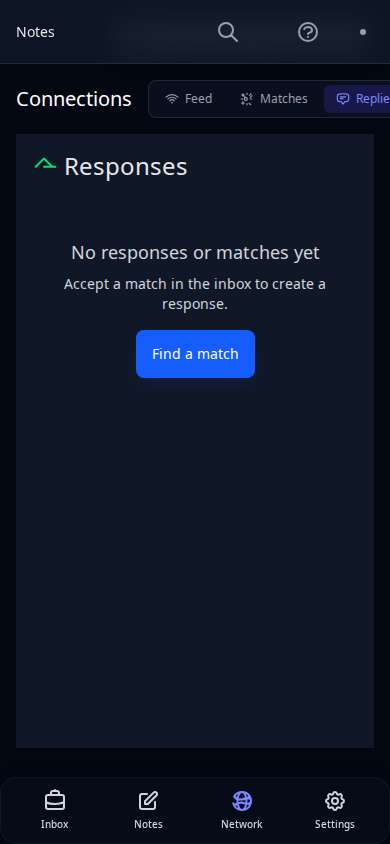 Notes
Connections
Feed
Matches
Replie
Responses
No responses or matches yet
Accept a match in the inbox to create a
response.
Find a match
Inbox
Notes
Network
Settings